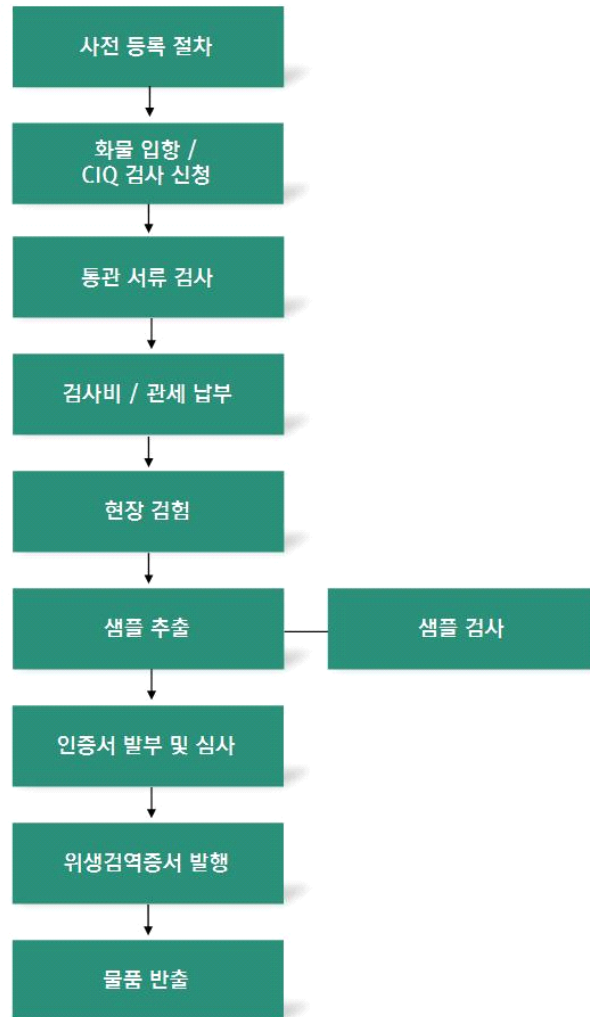 사전 등록 절차
화물 입항 /
CIQ 검사 신청
통관 서류 검사
검사비 / 관세 납부
현장 검험
샘플 추출
샘플 검사
인증서 발부 및 심사
위생검역증서 발행
물품 반출